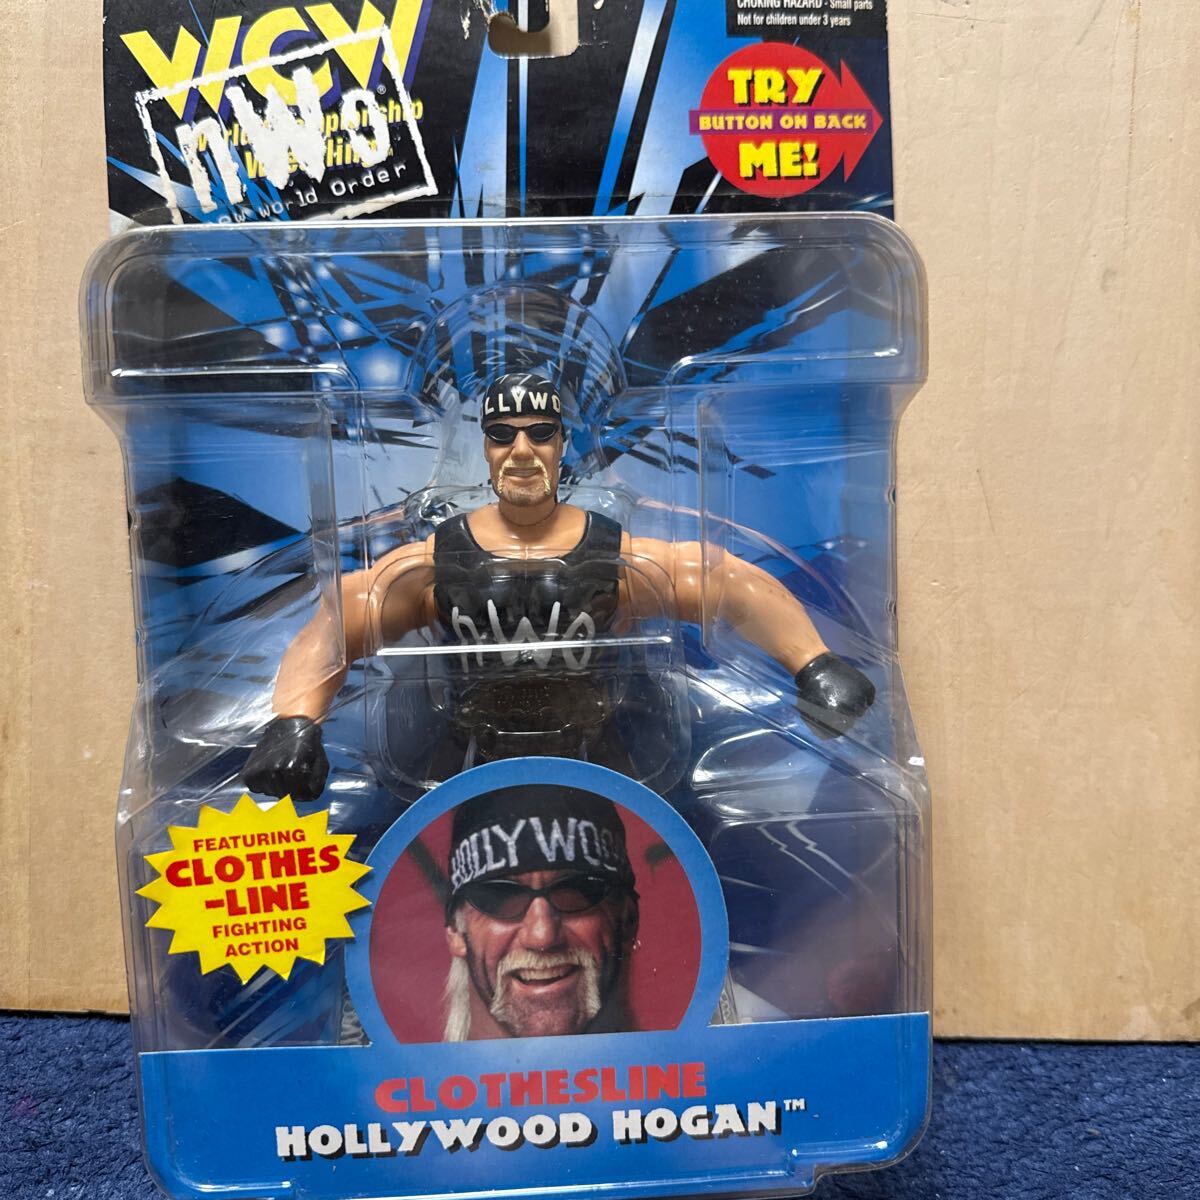 WCW
World Championship
Wrestling
nWo
New World Order
CHOKING HAZARD - Small parts
Not for children under 3 years
TRY
BUTTON ON BACK
ME!
LLYWO
nWo
HOLLYWOO
FEATURING
CLOTHES
-LINE
FIGHTING
ACTION
CLOTHESLINE
HOLLYWOOD HOGAN™